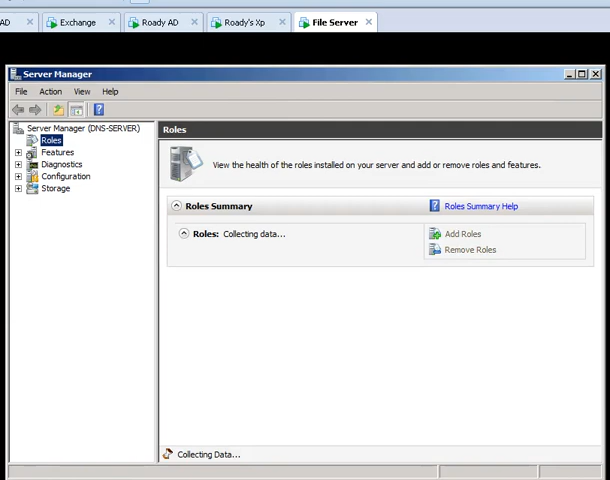 AD Exchange Roady AD Roady's Xp File Server
Server Manager
File Action View Help
Server Manager (DNS-SERVER)
Roles
Features
Diagnostics
Configuration
Storage
Roles
View the health of the roles installed on your server and add or remove roles and features.
Roles Summary
Roles Summary Help
Roles: Collecting data...
Add Roles
Remove Roles
Collecting Data...